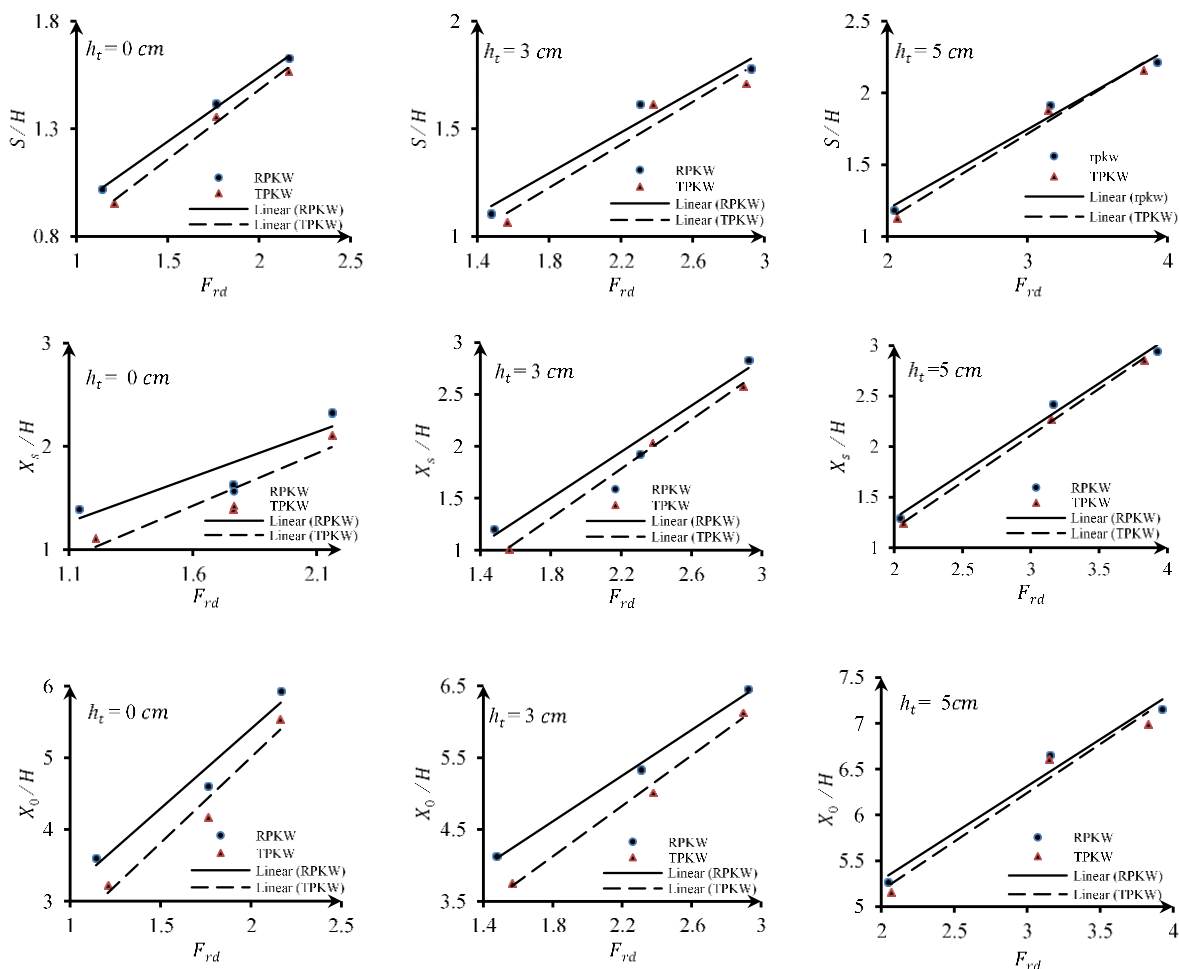 1.8
1.3
0.8
S/H
h_t = 0 cm
RPKW
TPKW
Linear (RPKW)
Linear (TPKW)
1 1.5 2 2.5
F_rd
2
1.5
1
S/H
h_t = 3 cm
RPKW
TPKW
Linear (RPKW)
Linear (TPKW)
1.4 1.8 2.2 2.6 3
F_rd
2.5
2
1.5
1
S/H
h_t = 5 cm
rpkw
TPKW
Linear (rpkw)
Linear (TPKW)
2 3 4
F_rd
3
2
1
X_s/H
h_t = 0 cm
RPKW
TPKW
Linear (RPKW)
Linear (TPKW)
1.1 1.6 2.1
F_rd
3
2.5
2
1.5
1
X_s/H
h_t = 3 cm
RPKW
TPKW
Linear (RPKW)
Linear (TPKW)
1.4 1.8 2.2 2.6 3
F_rd
3
2.5
2
1.5
1
X_s/H
h_t =5 cm
RPKW
TPKW
Linear (RPKW)
Linear (TPKW)
2 2.5 3 3.5 4
F_rd
6
5
4
3
X_0/H
h_t = 0 cm
RPKW
TPKW
Linear (RPKW)
Linear (TPKW)
1 1.5 2 2.5
F_rd
6.5
5.5
4.5
3.5
X_0/H
h_t = 3 cm
RPKW
TPKW
Linear (RPKW)
Linear (TPKW)
1.4 1.8 2.2 2.6 3
F_rd
7.5
7
6.5
6
5.5
5
X_0/H
h_t = 5cm
RPKW
TPKW
Linear (RPKW)
Linear (TPKW)
2 2.5 3 3.5 4
F_rd